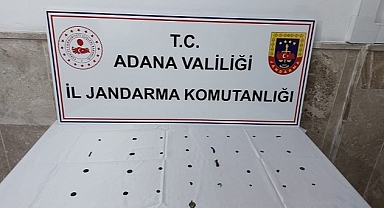 T.C.
ADANA VALİLİĞİ
İL JANDARMA KOMUTANLIĞI